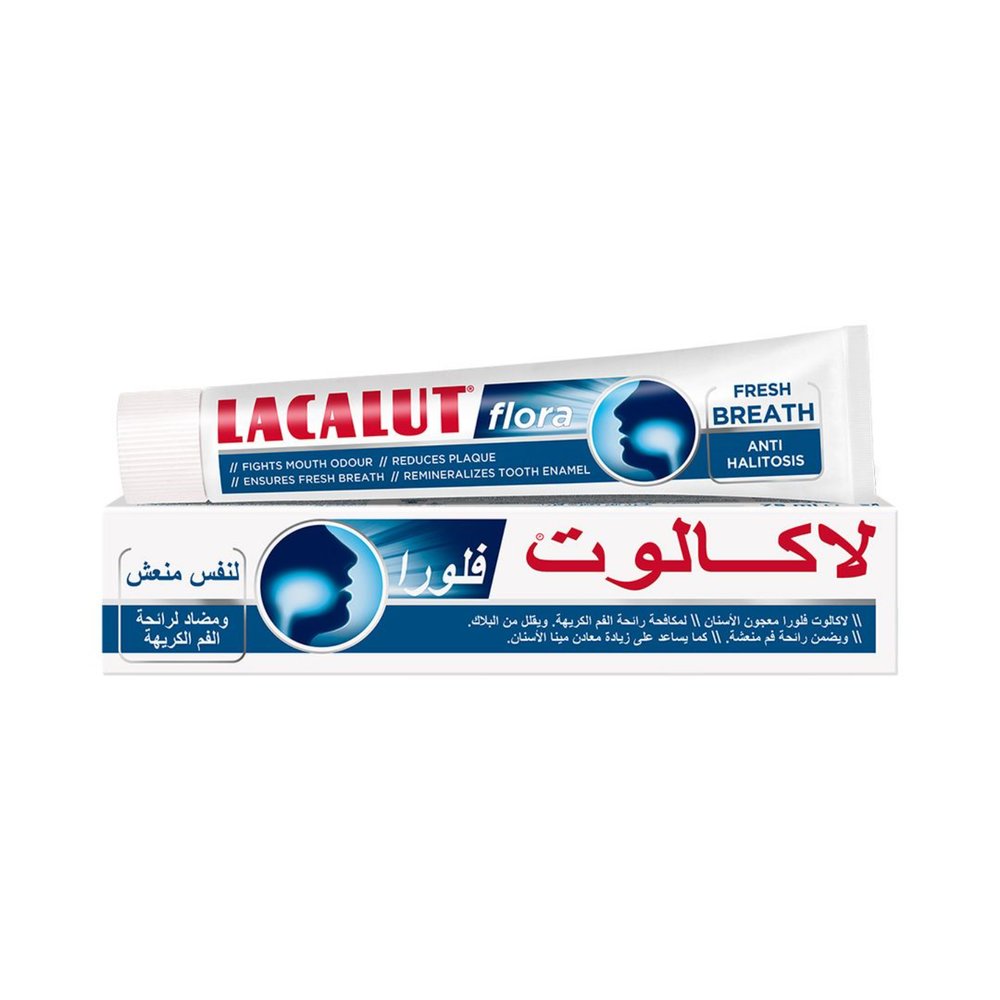 LACALUT®
flora
// FIGHTS MOUTH ODOUR // REDUCES PLAQUE
// ENSURES FRESH BREATH // REMINERALIZES TOOTH ENAMEL
FRESH
BREATH
ANTI
HALITOSIS
لاكالوت
فلورا
// لاكالوت فلورا معجون الأسنان // لمكافحة رائحة الفم الكريهة. ويقلل من البلاك.
// ويضمن رائحة فم منعشة. // كما يساعد على زيادة معادن مينا الأسنان.
لنفس منعش
ومضاد لرائحة
الفم الكريهة